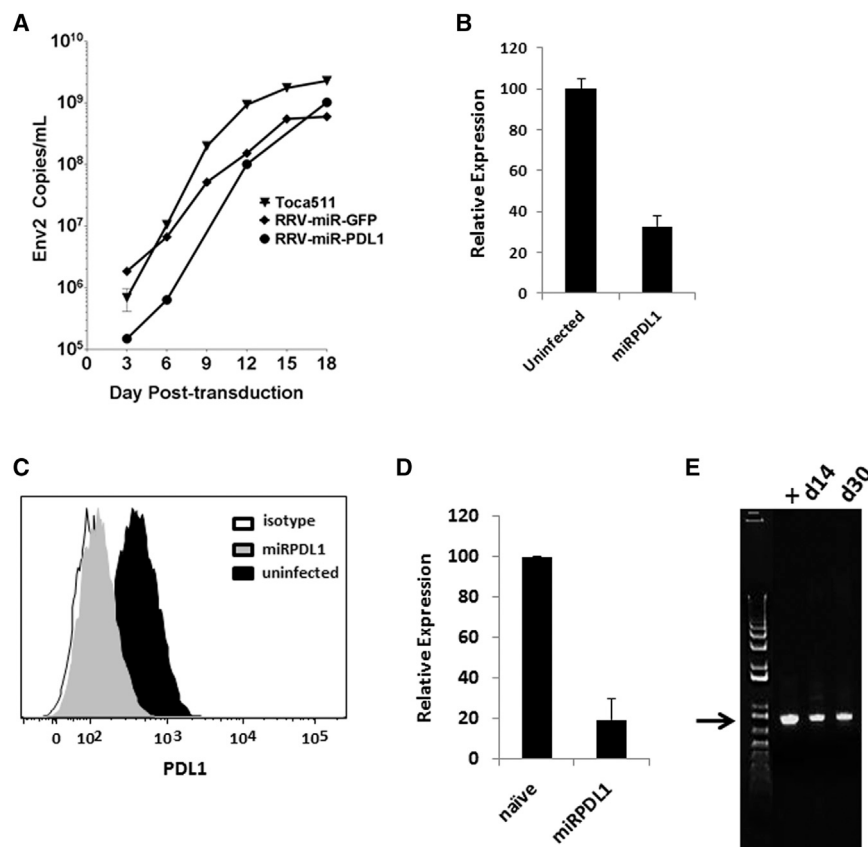 A
10^10
10^9
10^8
10^7
10^6
10^5
Env2 Copies/mL
Toca511
RRV-miR-GFP
RRV-miR-PDL1
0 3 6 9 12 15 18
Day Post-transduction
B
120
100
80
60
40
20
0
Relative Expression
Uninfected
miRPDL1
C
isotype
miRPDL1
uninfected
0 10^2 10^3 10^4 10^5
PDL1
D
120
100
80
60
40
20
0
Relative Expression
naïve
miRPDL1
E
+ d14 d30